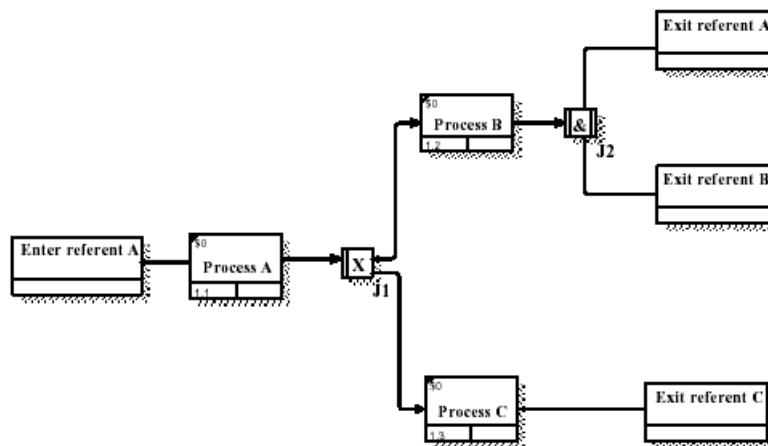 Exit referent A
$0
Process B
1.2
&
J2
Exit referent B
Enter referent A
$0
Process A
1.1
X
J1
$0
Process C
1.3
Exit referent C